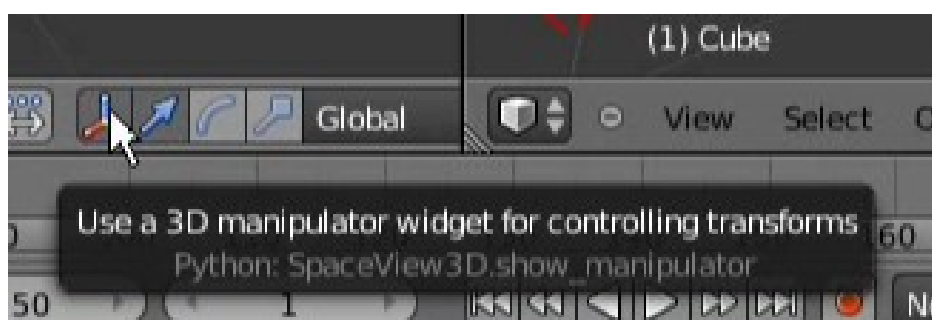 (1) Cube
Global
View Select
Use a 3D manipulator widget for controlling transforms
Python: SpaceView3D.show_manipulator
60
50
1